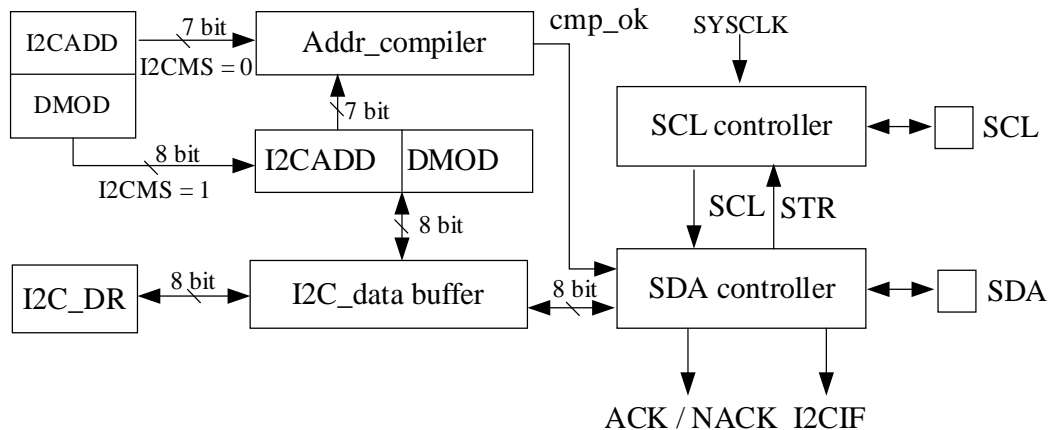 I2CADD
7 bit
Addr_compiler
cmp_ok
SYSCLK
I2CMS = 0
DMOD
7 bit
SCL controller
SCL
8 bit
I2CADD
DMOD
I2CMS = 1
SCL
STR
8 bit
I2C_DR
8 bit
I2C_data buffer
8 bit
SDA controller
SDA
ACK / NACK
I2CIF